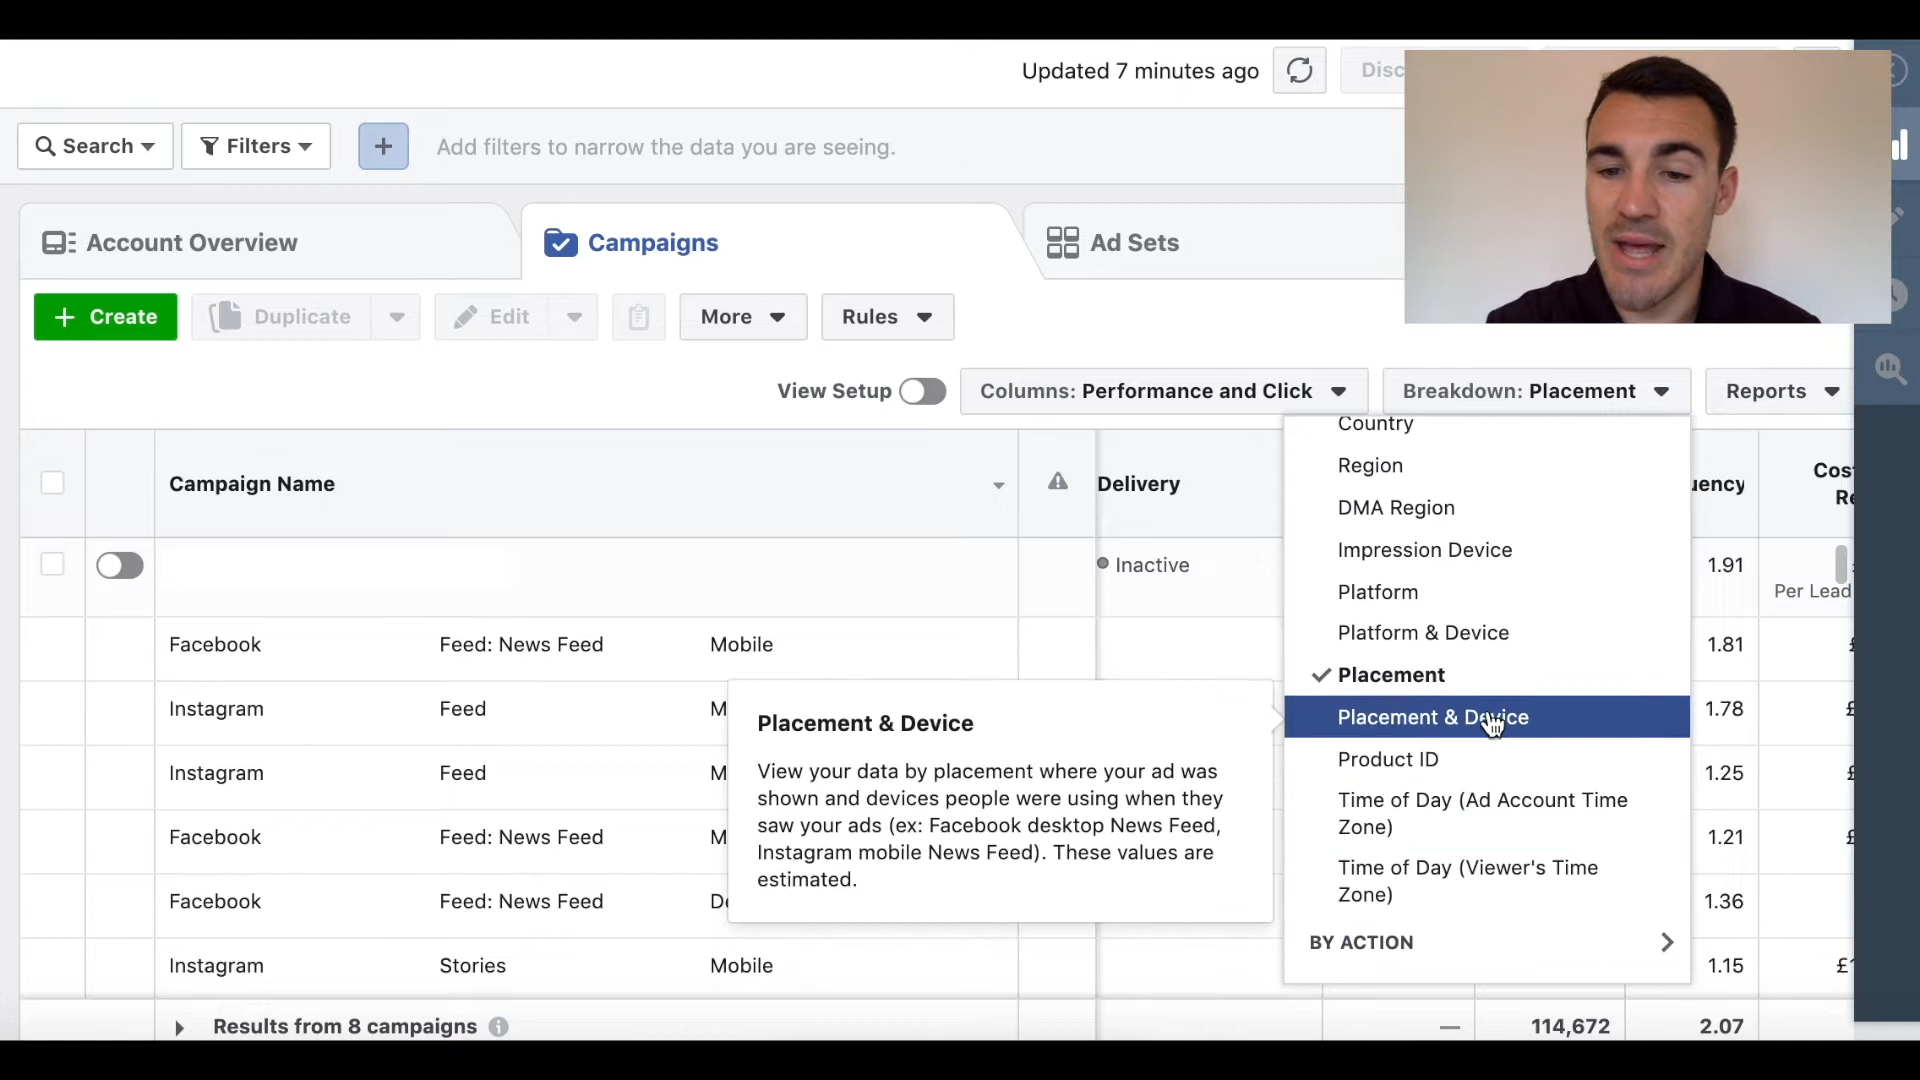 Updated 7 minutes ago
Disc
Search
Filters
+
Add filters to narrow the data you are seeing.
Account Overview
Campaigns
Ad Sets
+ Create
Duplicate
Edit
More
Rules
View Setup
Columns: Performance and Click
Breakdown: Placement
Reports
Country
Region
DMA Region
Impression Device
Platform
Platform & Device
Placement
Placement & Device
Product ID
Time of Day (Ad Account Time
Zone)
Time of Day (Viewer's Time
Zone)
BY ACTION
Campaign Name
Delivery
uency
Cos
Re
Inactive
1.91
Per Lead
Facebook Feed: News Feed Mobile
1.81
Instagram Feed M
1.78
Instagram Feed M
1.25
Facebook Feed: News Feed M
1.21
Facebook Feed: News Feed De
1.36
Instagram Stories Mobile
1.15
£1
Placement & Device
View your data by placement where your ad was
shown and devices people were using when they
saw your ads (ex: Facebook desktop News Feed,
Instagram mobile News Feed). These values are
estimated.
Results from 8 campaigns
—
114,672
2.07